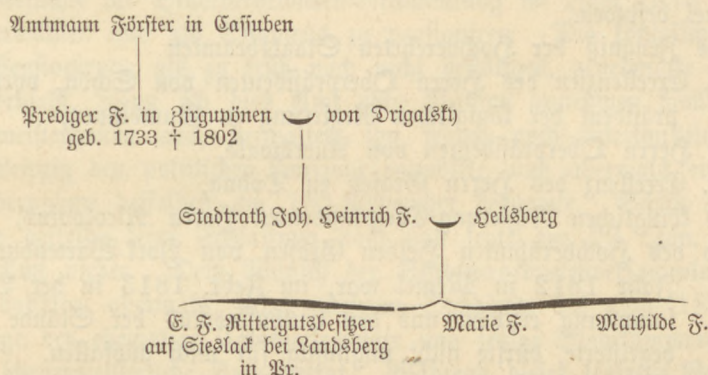 Amtmann Förster in Cassuben
Prediger F. in Zirgupönen von Drigalsky
geb. 1733 † 1802
Stadtrath Joh. Heinrich F. Heilsberg
E. F. Rittergutsbesitzer Marie F. Mathilde F.
auf Sieslack bei Landsberg
in Pr.